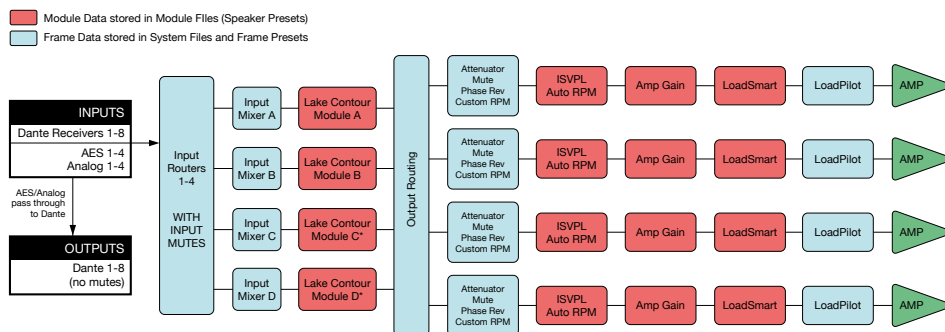 Module Data stored in Module FIles (Speaker Presets)
Frame Data stored in System Files and Frame Presets
INPUTS
Dante Receivers 1-8
AES 1-4
Analog 1-4
AES/Analog
pass through
to Dante
OUTPUTS
Dante 1-8
(no mutes)
Input
Routers
1-4
WITH
INPUT
MUTES
Input
Mixer A
Lake Contour
Module A
Input
Mixer B
Lake Contour
Module B
Input
Mixer C
Lake Contour
Module C*
Input
Mixer D
Lake Contour
Module D*
Output Routing
Attenuator
Mute
Phase Rev
Custom RPM
ISVPL
Auto RPM
Amp Gain
LoadSmart
LoadPilot
AMP
Attenuator
Mute
Phase Rev
Custom RPM
ISVPL
Auto RPM
Amp Gain
LoadSmart
LoadPilot
AMP
Attenuator
Mute
Phase Rev
Custom RPM
ISVPL
Auto RPM
Amp Gain
LoadSmart
LoadPilot
AMP
Attenuator
Mute
Phase Rev
Custom RPM
ISVPL
Auto RPM
Amp Gain
LoadSmart
LoadPilot
AMP